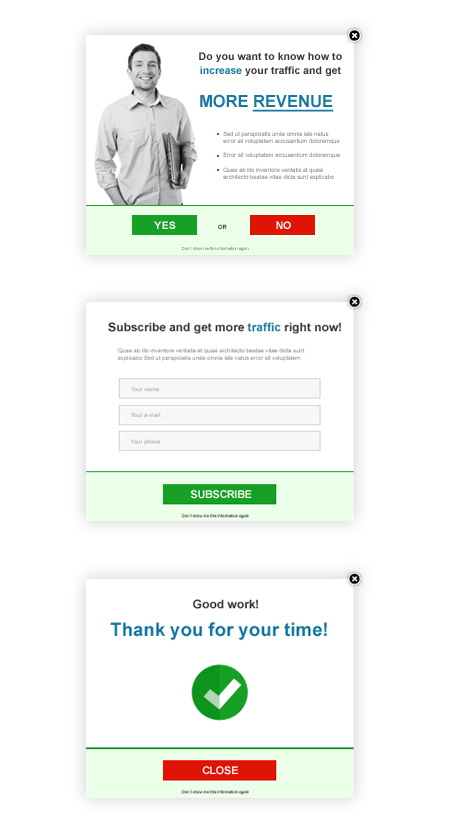 Do you want to know how to
increase your traffic and get
MORE REVENUE
Sed ut perspiciatis unde omnis iste natus
error sit voluptatem accusantium doloremque
Error sit voluptatem accusantium doloremque
Quae ab illo inventore veritatis et quasi
architecto beatae vitae dicta sunt explicabo
YES
OR
NO
Don't show me this information again
Subscribe and get more traffic right now!
Quae ab illo inventore veritatis et quasi architecto beatae vitae dicta sunt
explicabo Sed ut perspiciatis unde omnis iste natus error sit voluptatem
Your name
Your e-mail
Your phone
SUBSCRIBE
Don't show me this information again
Good work!
Thank you for your time!
CLOSE
Don't show me this information again